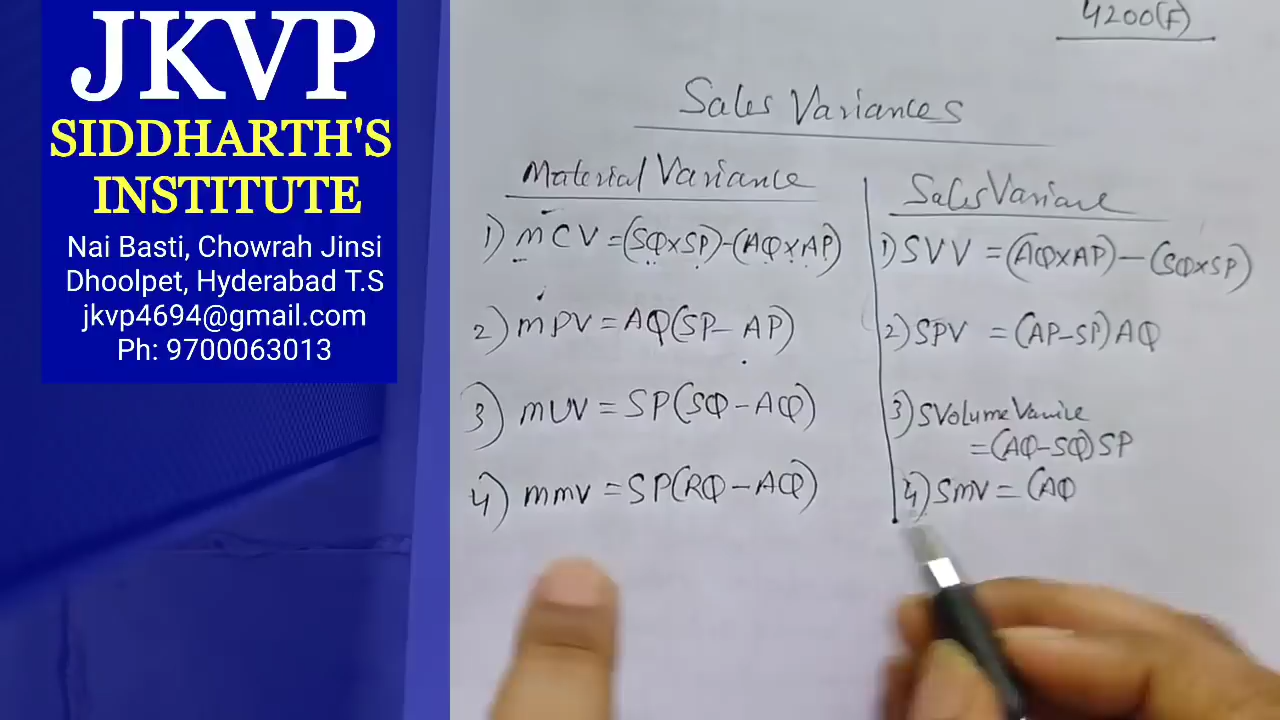 JKVP
SIDDHARTH'S
INSTITUTE
Nai Basti, Chowrah Jinsi
Dhoolpet, Hyderabad T.S
jkvp4694@gmail.com
Ph: 9700063013
4200(F)
Sales Variances
Material Variance
1) MCV = (SQ×SP)-(AQ×AP)
2) MPV = AQ(SP- AP)
3) MUV = SP(SQ-AQ)
4) MMV = SP(RQ-AQ)
Sales Variance
1) SVV = (AQ×AP)-(SQ×SP)
2) SPV = (AP-SP)AQ
3) SVolume Varince
=(AQ-SQ)SP
4) SMV = (AQ